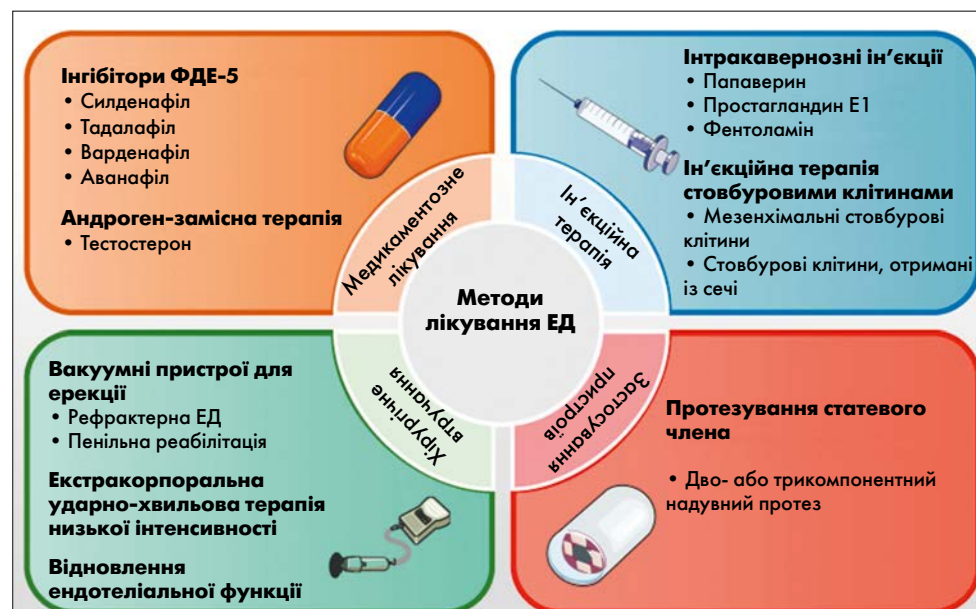 Інгібітори ФДЕ-5
• Силденафіл
• Тадалафіл
• Варденафіл
• Аванафіл
Андроген-замісна терапія
• Тестостерон
Медикаментозне
лікування
Інтракавернозні ін’єкції
• Папаверин
• Простагландин Е1
• Фентоламін
Ін’єкційна терапія
стовбуровими клітинами
• Мезенхімальні стовбурові
клітини
• Стовбурові клітини, отримані
із сечі
Ін’єкційна
терапія
Методи
лікування ЕД
Вакуумні пристрої для
ерекції
• Рефрактерна ЕД
• Пенільна реабілітація
Екстракорпоральна
ударно-хвильова терапія
низької інтенсивності
Відновлення
ендотеліальної функції
Хірургічне
втручання
Застосування
пристроїв
Протезування статевого
члена
• Дво- або трикомпонентний
надувний протез